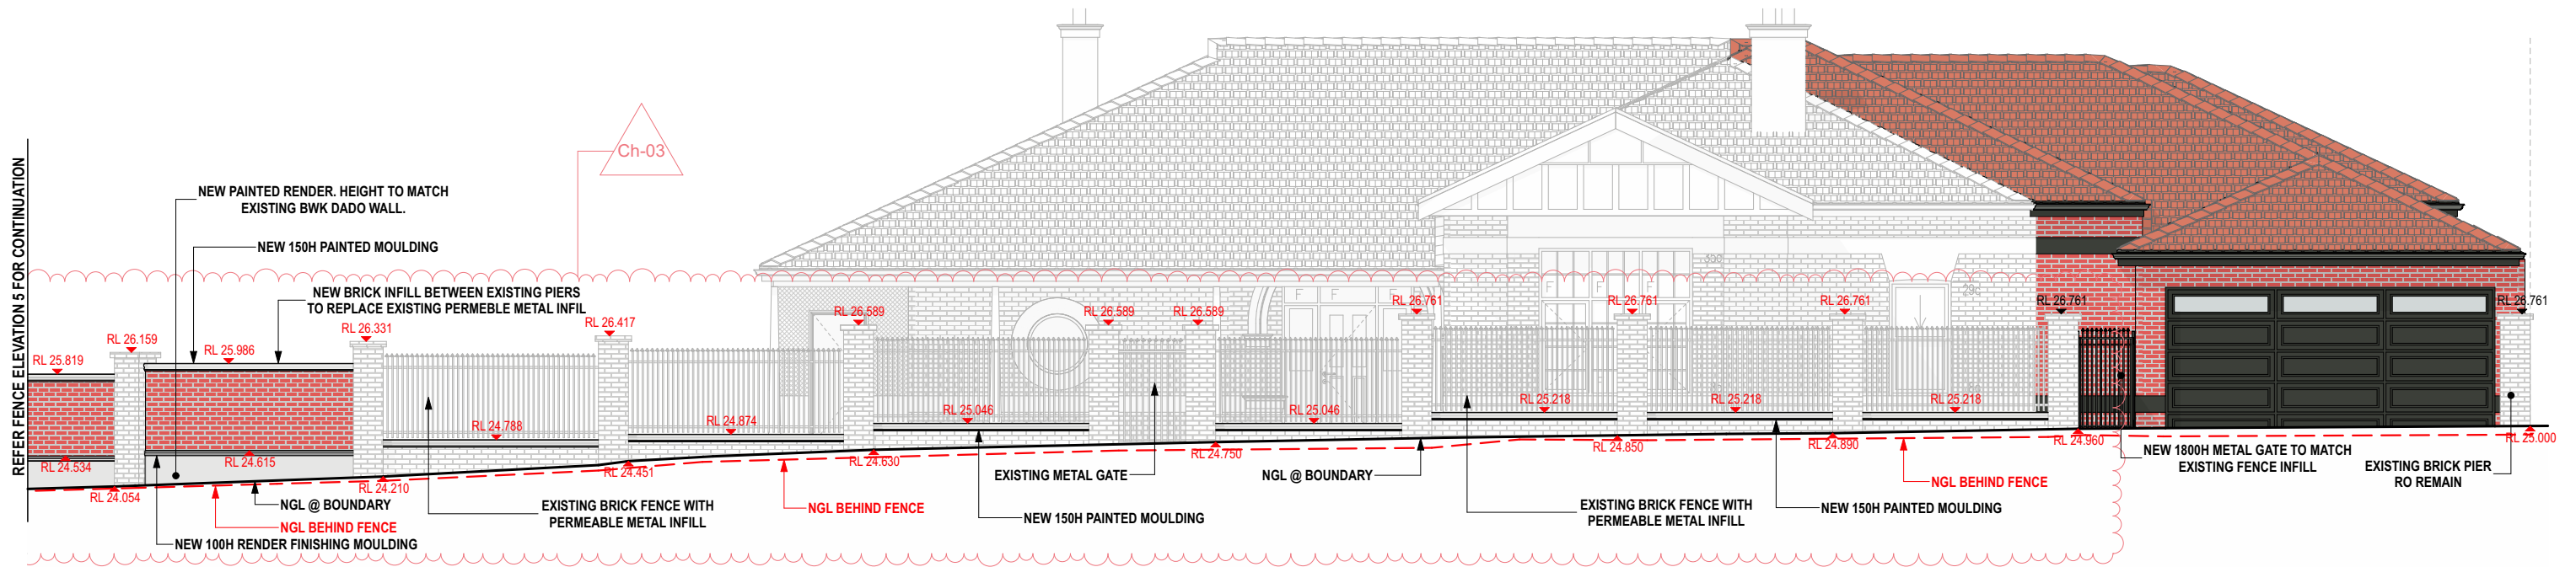 REFER FENCE ELEVATION 5 FOR CONTINUATION
Ch-03
NEW PAINTED RENDER. HEIGHT TO MATCH
EXISTING BWK DADO WALL.
NEW 150H PAINTED MOULDING
NEW BRICK INFILL BETWEEN EXISTING PIERS
TO REPLACE EXISTING PERMEBLE METAL INFIL
RL 25.819
RL 26.159
RL 25.986
RL 26.331
RL 26.417
RL 26.589
RL 26.589
RL 26.589
RL 26.761
RL 26.761
RL 26.761
RL 26.761
RL 26.761
F
F
F
F
F
RL 24.534
RL 24.615
RL 24.788
RL 24.874
RL 25.046
RL 25.046
RL 25.218
RL 25.218
RL 25.218
RL 24.054
RL 24.210
RL 24.451
RL 24.630
RL 24.750
RL 24.850
RL 24.890
RL 24.960
RL 25.000
NGL @ BOUNDARY
NGL BEHIND FENCE
NEW 100H RENDER FINISHING MOULDING
EXISTING BRICK FENCE WITH
PERMEABLE METAL INFILL
NGL BEHIND FENCE
EXISTING METAL GATE
NEW 150H PAINTED MOULDING
NGL @ BOUNDARY
EXISTING BRICK FENCE WITH
PERMEABLE METAL INFILL
NEW 150H PAINTED MOULDING
NGL BEHIND FENCE
NEW 1800H METAL GATE TO MATCH
EXISTING FENCE INFILL
EXISTING BRICK PIER
RO REMAIN